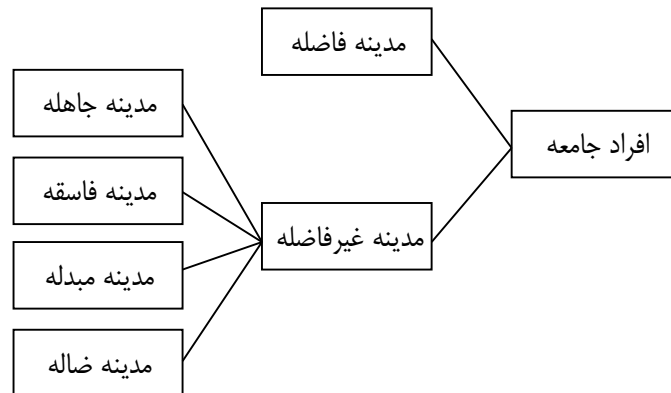 افراد جامعه
مدینه فاضله
مدینه غیرفاضله
مدینه جاهله
مدینه فاسقه
مدینه مبدله
مدینه ضاله